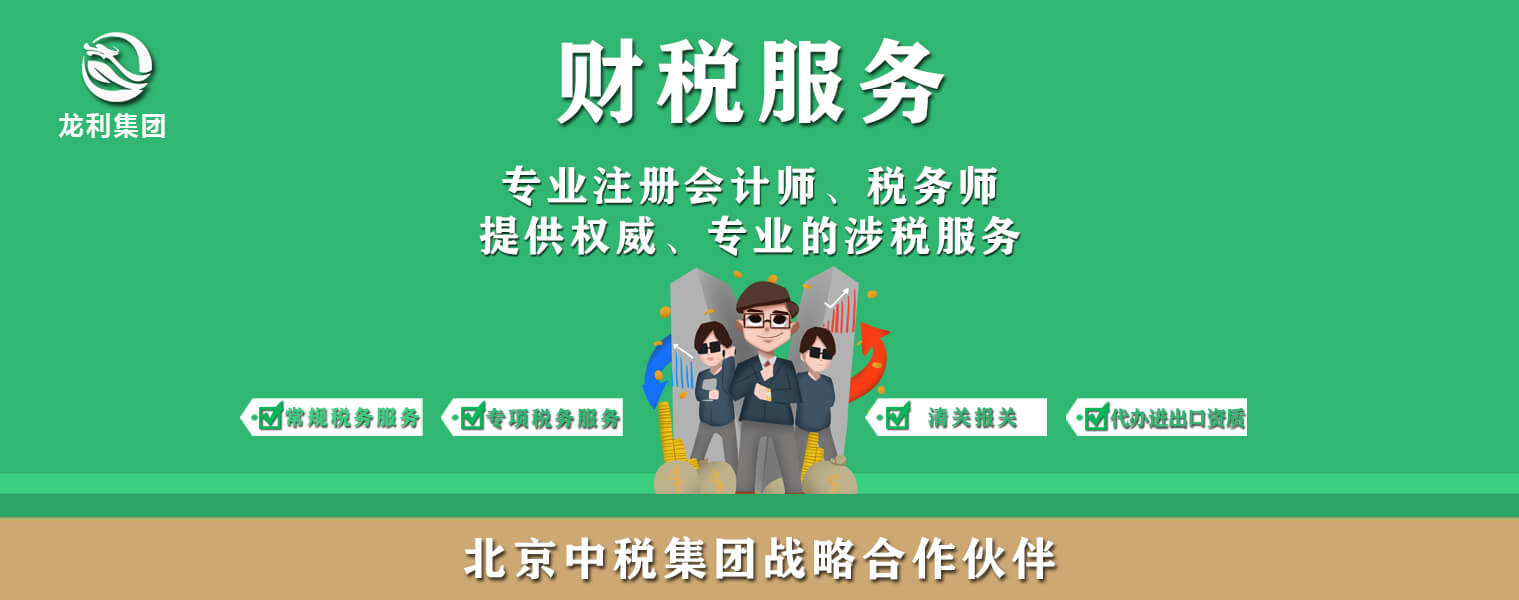 龙利集团
财税服务
专业注册会计师、税务师
提供权威、专业的涉税服务
常规税务服务
专项税务服务
清关报关
代办进出口资质
北京中税集团战略合作伙伴